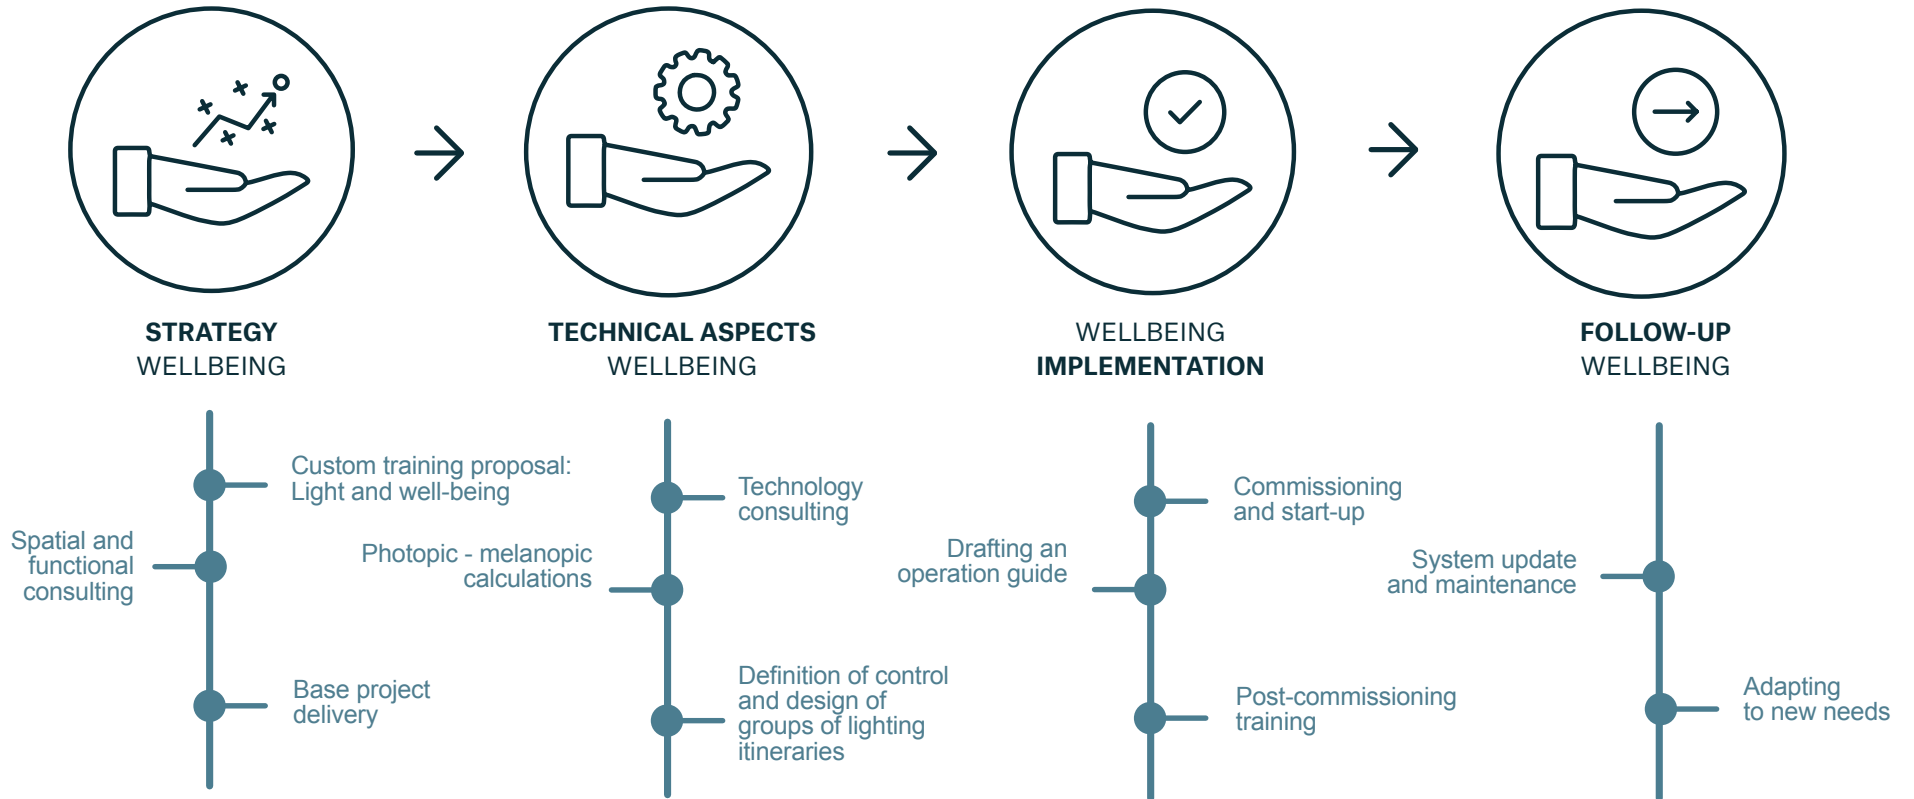 STRATEGY
WELLBEING
Custom training proposal:
Light and well-being
Spatial and
functional
consulting
Base project
delivery
TECHNICAL ASPECTS
WELLBEING
Technology
consulting
Photopic - melanopic
calculations
Definition of control
and design of
groups of lighting
itineraries
WELLBEING
IMPLEMENTATION
Commissioning
and start-up
Drafting an
operation guide
Post-commissioning
training
FOLLOW-UP
WELLBEING
System update
and maintenance
Adapting
to new needs